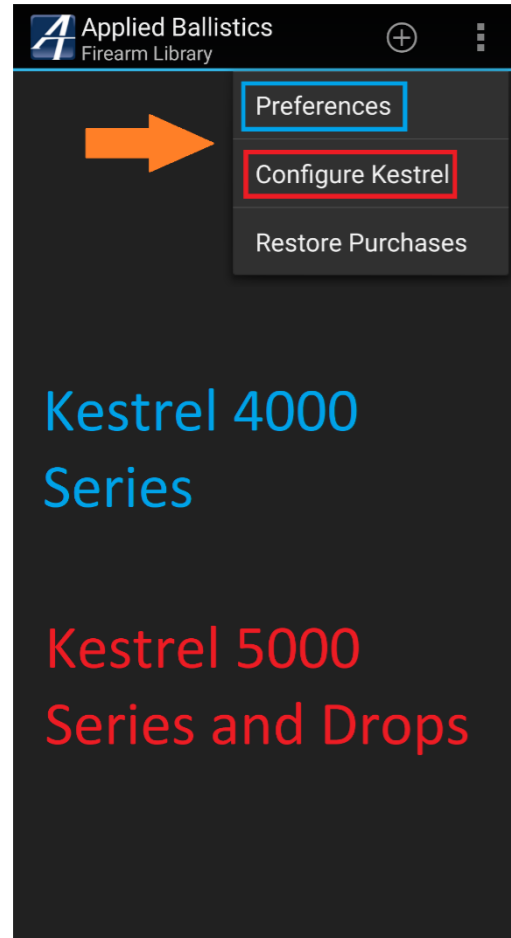 Applied Ballistics
Firearm Library
Preferences
Configure Kestrel
Restore Purchases
Kestrel 4000
Series
Kestrel 5000
Series and Drops